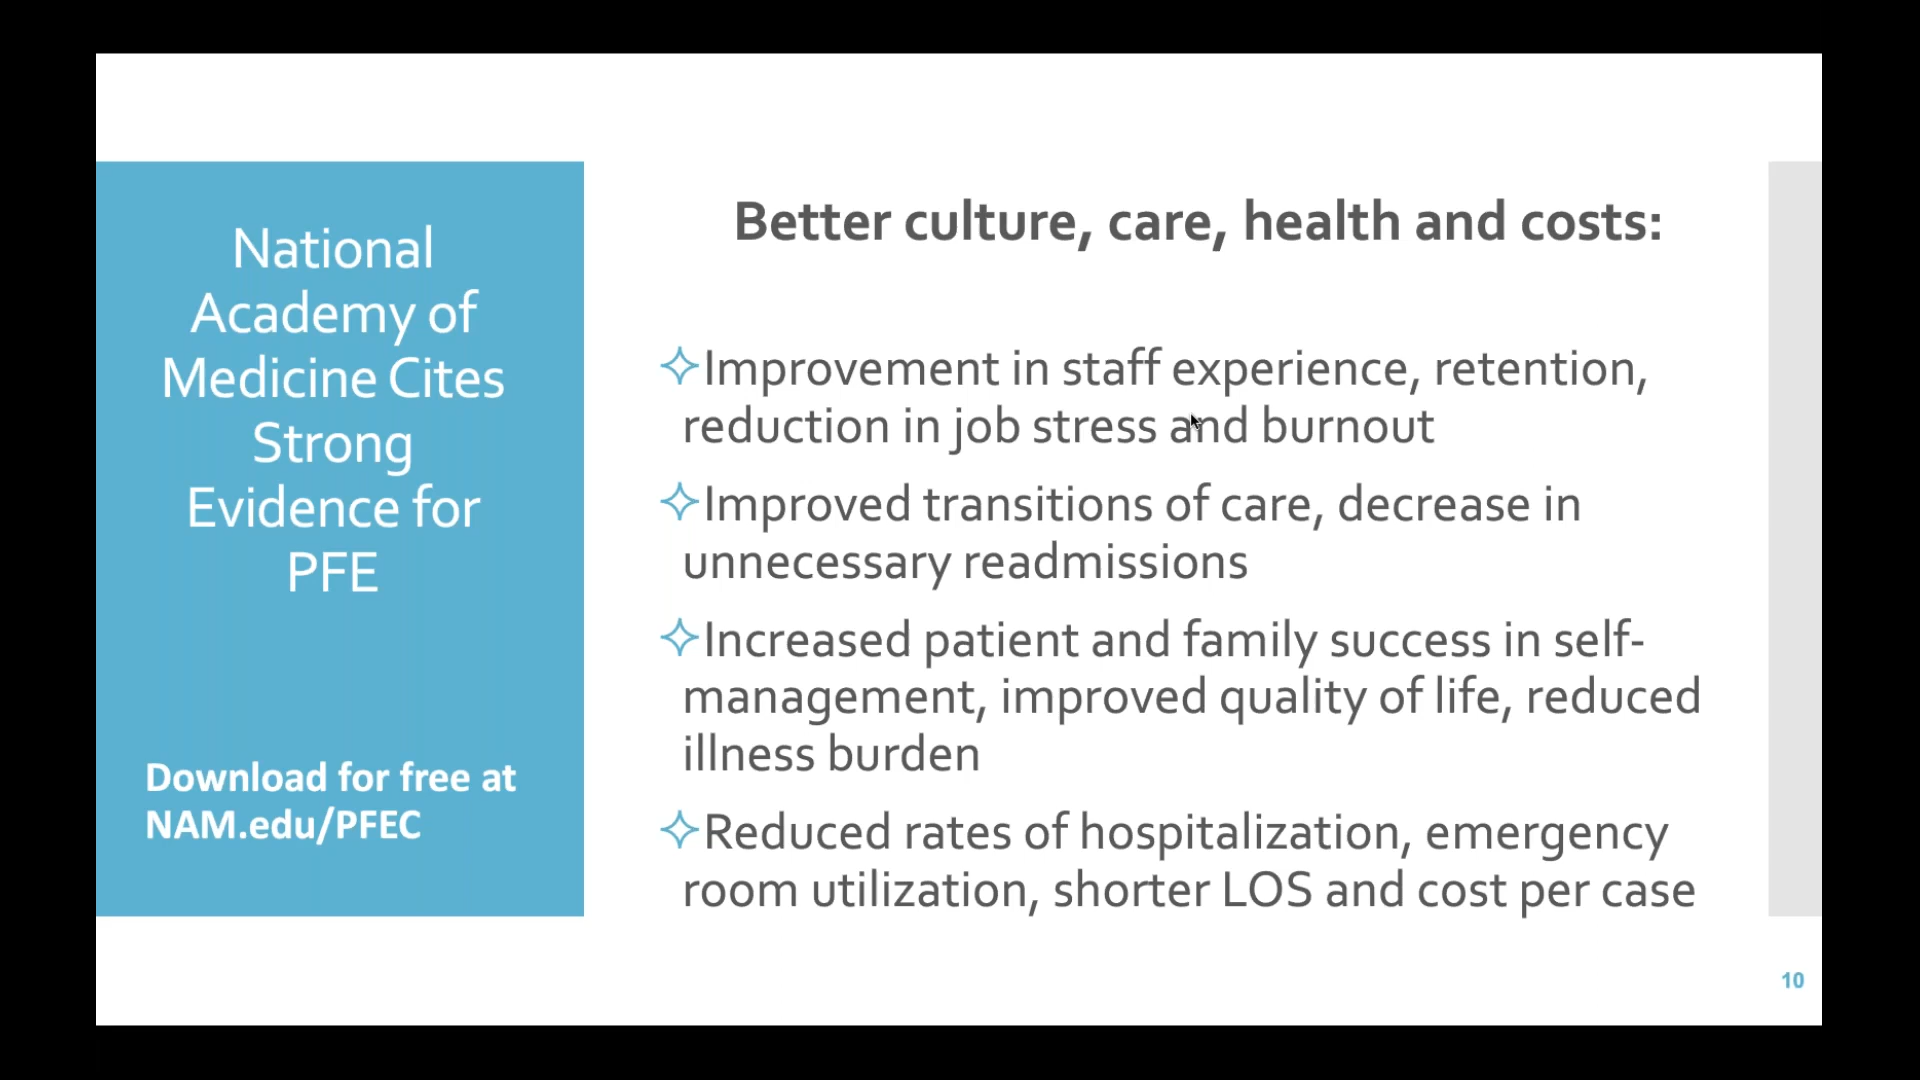 National
Academy of
Medicine Cites
Strong
Evidence for
PFE
Download for free at
NAM.edu/PFEC
Better culture, care, health and costs:
Improvement in staff experience, retention,
reduction in job stress and burnout
Improved transitions of care, decrease in
unnecessary readmissions
Increased patient and family success in self-
management, improved quality of life, reduced
illness burden
Reduced rates of hospitalization, emergency
room utilization, shorter LOS and cost per case
10